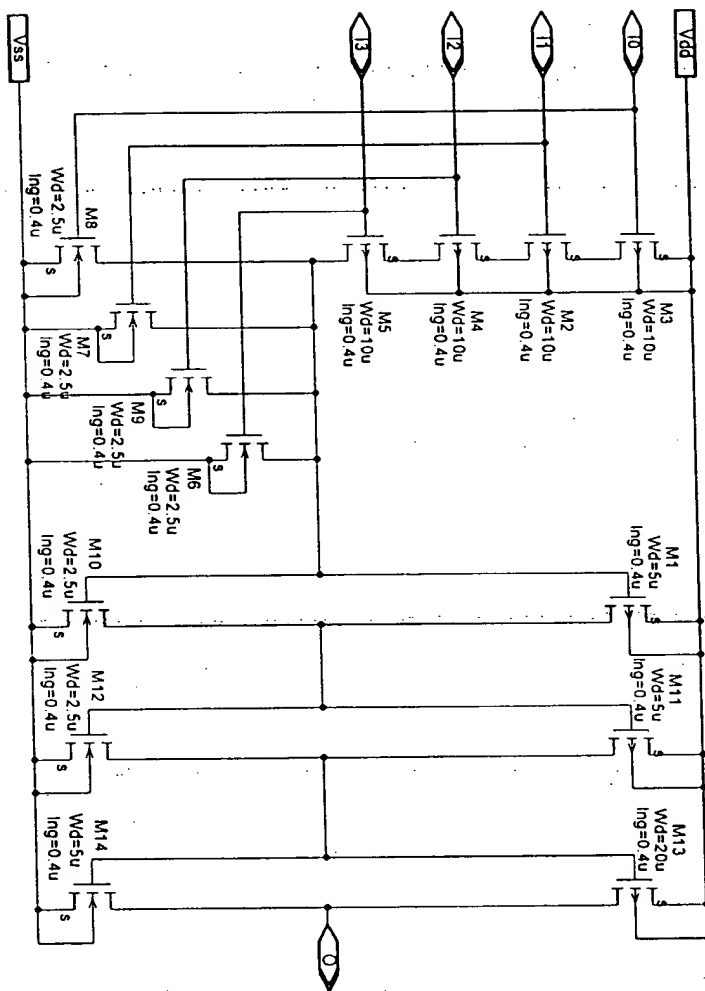 Vdd
I0
M3
Wd=10u
lng=0.4u
s
M1
Wd=5u
lng=0.4u
s
M11
Wd=5u
lng=0.4u
s
M13
Wd=20u
lng=0.4u
s
I1
M2
Wd=10u
lng=0.4u
s
I2
M4
Wd=10u
lng=0.4u
s
I3
M5
Wd=10u
lng=0.4u
s
O
M8
Wd=2.5u
lng=0.4u
s
M7
Wd=2.5u
lng=0.4u
s
M9
Wd=2.5u
lng=0.4u
s
M6
Wd=2.5u
lng=0.4u
s
M10
Wd=2.5u
lng=0.4u
s
M12
Wd=2.5u
lng=0.4u
s
M14
Wd=5u
lng=0.4u
s
Vss